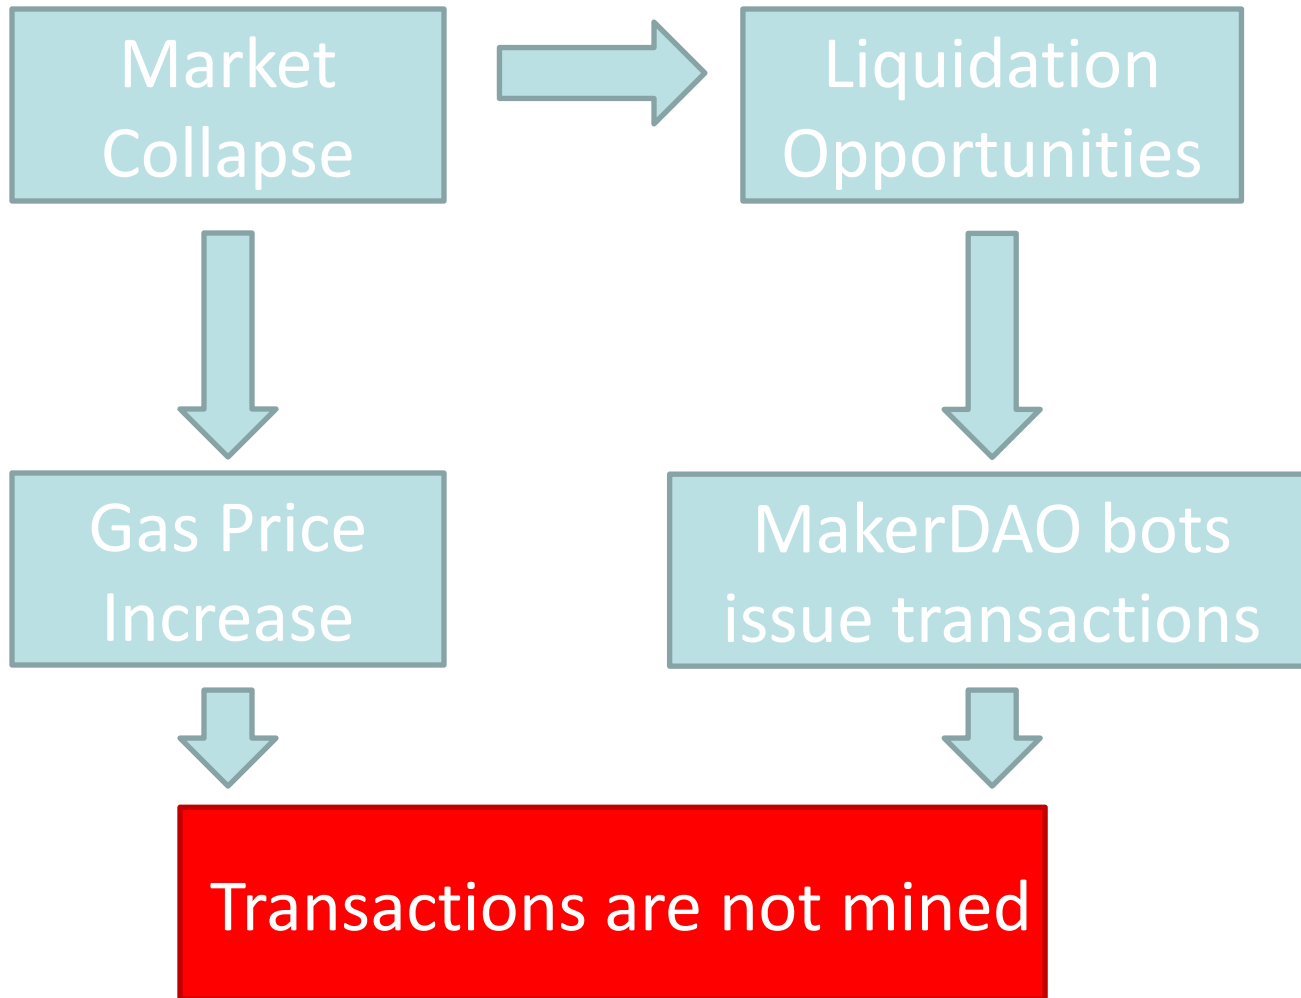 Market
Collapse
Liquidation
Opportunities
Gas Price
Increase
MakerDAO bots
issue transactions
Transactions are not mined